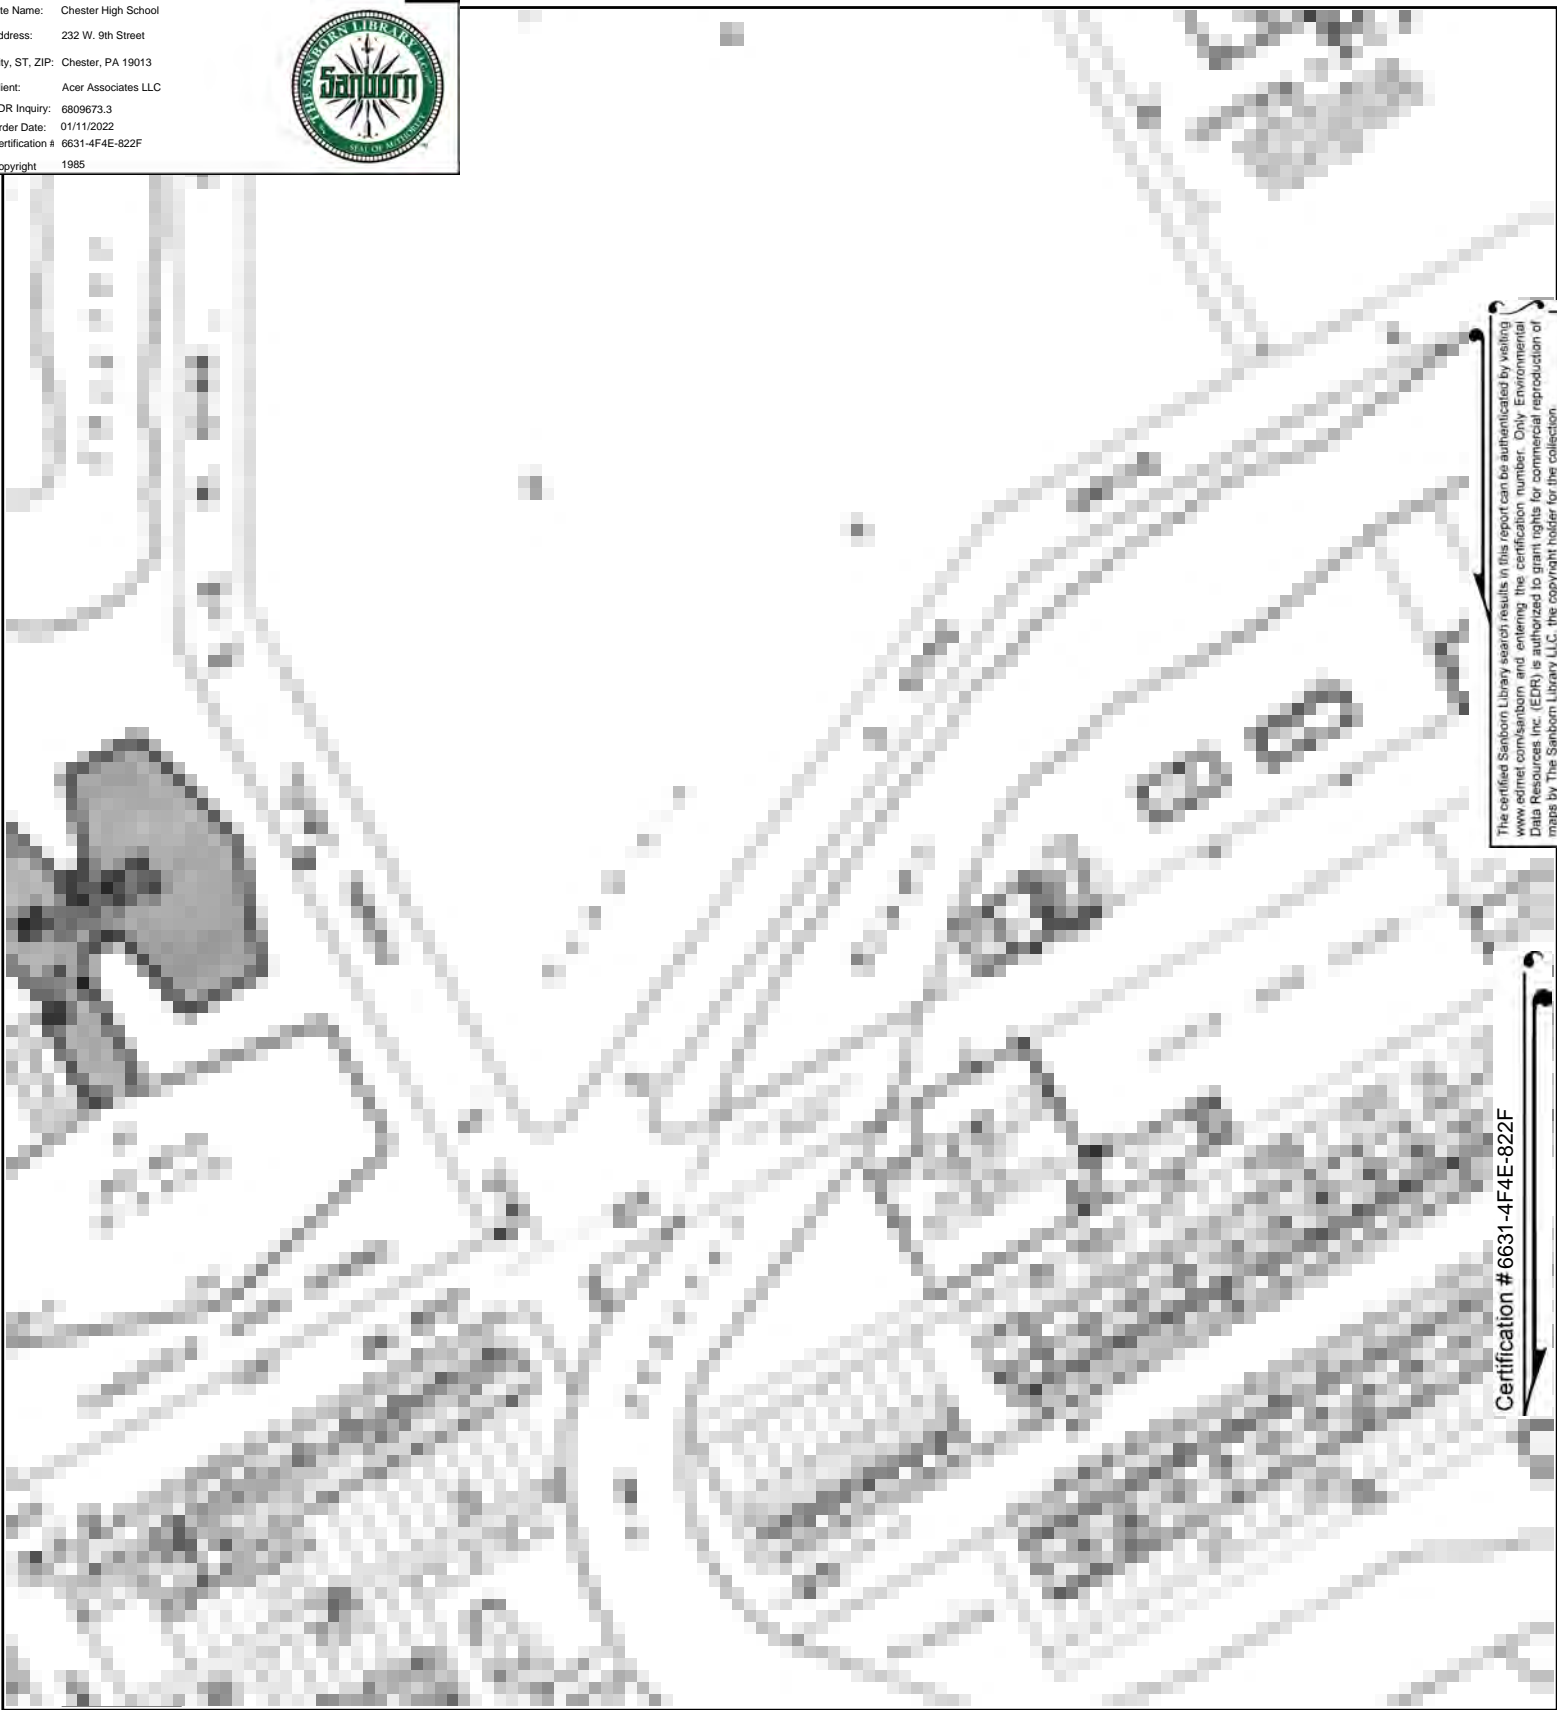 te Name: Chester High School
ddress: 232 W. 9th Street
ty, ST, ZIP: Chester, PA 19013
ient: Acer Associates LLC
DR Inquiry: 6809673.3
rder Date: 01/11/2022
ertification # 6631-4F4E-822F
opyright 1985
THE SANBORN LIBRARY, LLC
Sanborn
SEAL OF AUTHORITY
The certified Sanborn Library search results in this report can be authenticated by visiting
www.edrnet.com/sanborn and entering the certification number. Only Environmental
Data Resources Inc. (EDR) is authorized to grant rights for commercial reproduction of
maps by The Sanborn Library LLC, the copyright holder for the collection.
Certification # 6631-4F4E-822F